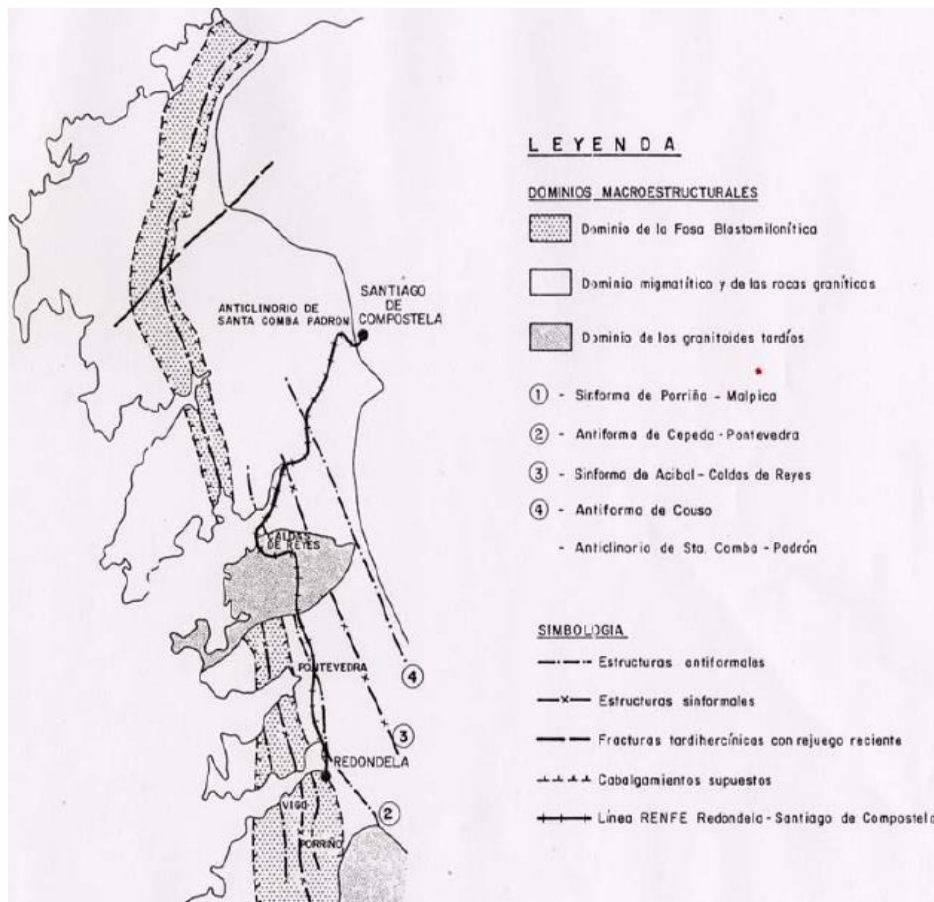 ANTICLINORIO DE
SANTA COMBA PADRON
SANTIAGO
DE
COMPOSTELA
CALDAS
DE REYES
PONTEVEDRA
4
3
REDONDELA
2
VIGO
PORRIÑO
LEYENDA
DOMINIOS MACROESTRUCTURALES
Dominio de la Fosa Blastomilonítica
Dominio migmatítico y de las rocas graníticas
Dominio de los granitoides tardíos
1 - Sinforma de Porriño - Malpica
2 - Antiforma de Cepeda - Pontevedra
3 - Sinforma de Acibal - Caldas de Reyes
4 - Antiforma de Couso
- Anticlinorio de Sta. Comba - Padrón
SIMBOLOGIA
Estructuras antiformales
Estructuras sinformales
Fracturas tardihercínicas con rejuego reciente
Cabalgamientos supuestos
Línea RENFE Redondela - Santiago de Compostela